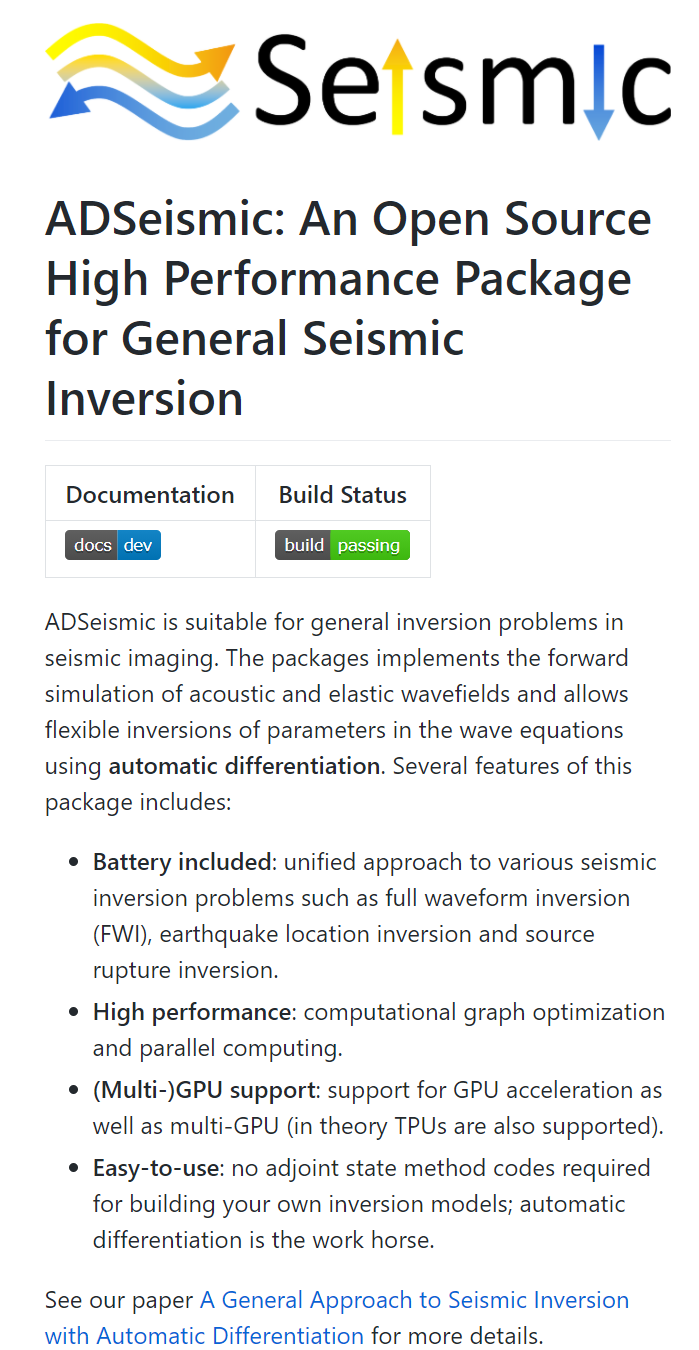 Seismic
ADSeismic: An Open Source
High Performance Package
for General Seismic
Inversion
Documentation Build Status
docs dev build passing
ADSeismic is suitable for general inversion problems in
seismic imaging. The packages implements the forward
simulation of acoustic and elastic wavefields and allows
flexible inversions of parameters in the wave equations
using automatic differentiation. Several features of this
package includes:
• Battery included: unified approach to various seismic
inversion problems such as full waveform inversion
(FWI), earthquake location inversion and source
rupture inversion.
• High performance: computational graph optimization
and parallel computing.
• (Multi-)GPU support: support for GPU acceleration as
well as multi-GPU (in theory TPUs are also supported).
• Easy-to-use: no adjoint state method codes required
for building your own inversion models; automatic
differentiation is the work horse.
See our paper A General Approach to Seismic Inversion
with Automatic Differentiation for more details.